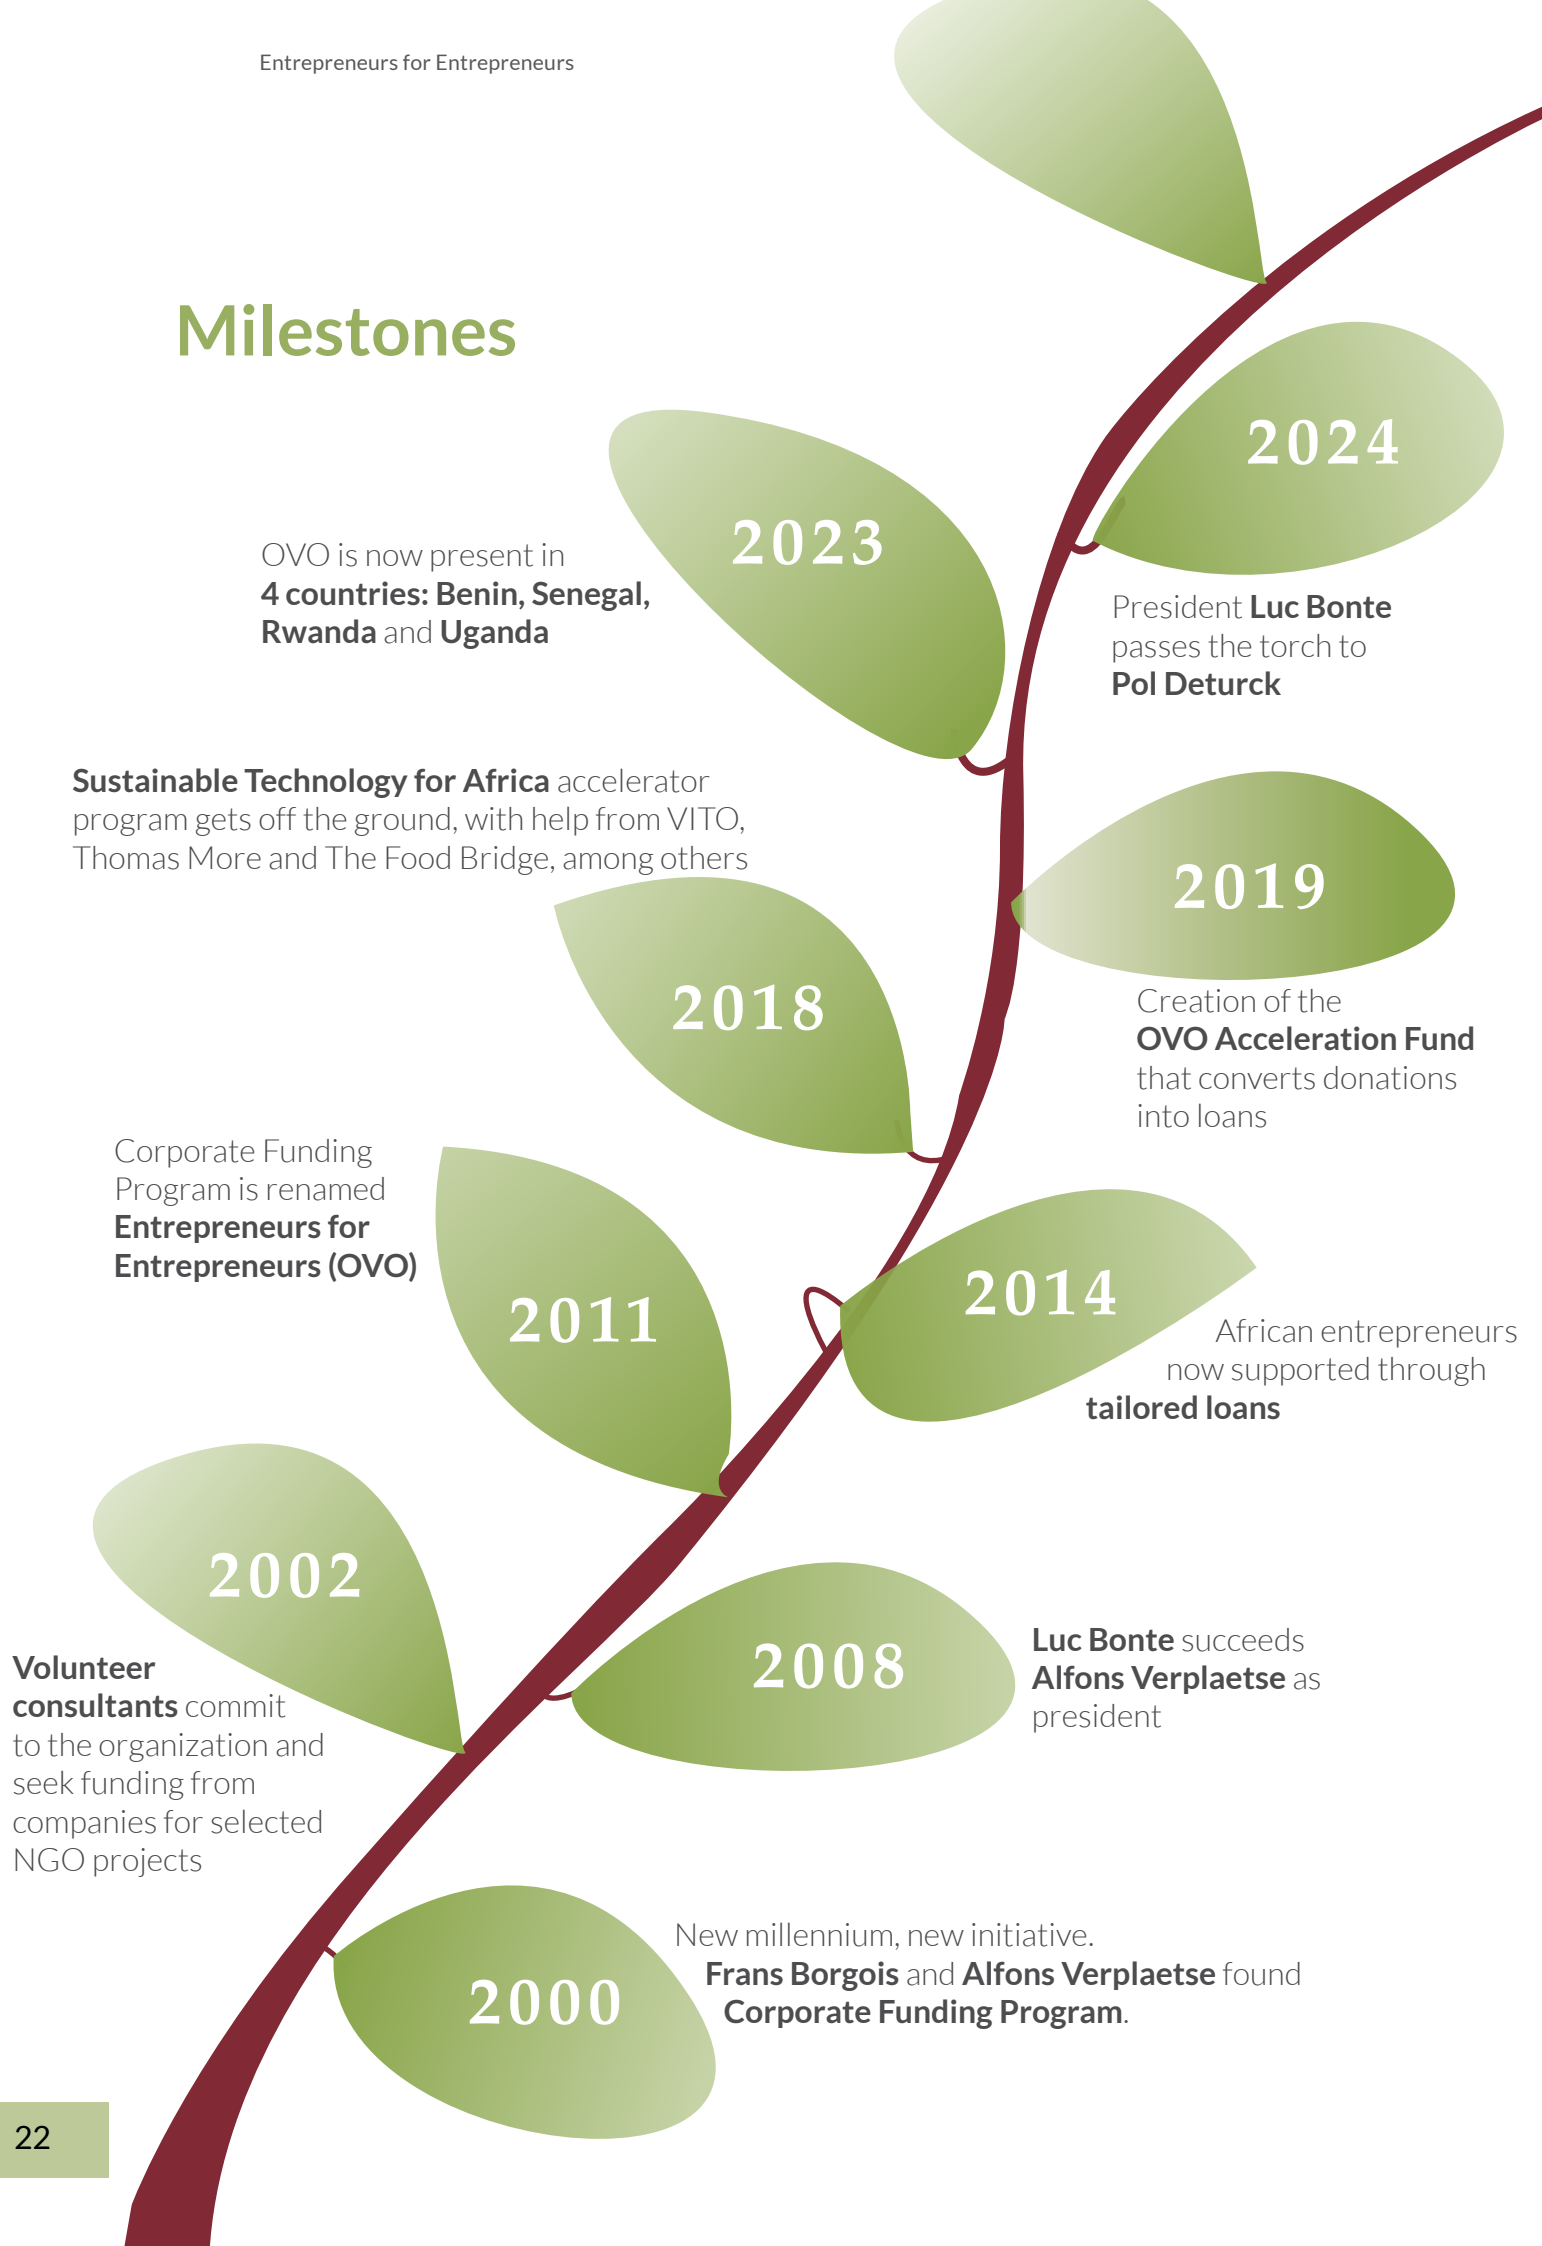 Entrepreneurs for Entrepreneurs
Milestones
2024
President Luc Bonte
passes the torch to
Pol Deturck
2023
OVO is now present in
4 countries: Benin, Senegal,
Rwanda and Uganda
2019
Creation of the
OVO Acceleration Fund
that converts donations
into loans
Sustainable Technology for Africa accelerator
program gets off the ground, with help from VITO,
Thomas More and The Food Bridge, among others
2018
2014
African entrepreneurs
now supported through
tailored loans
Corporate Funding
Program is renamed
Entrepreneurs for
Entrepreneurs (OVO)
2011
2008
Luc Bonte succeeds
Alfons Verplaetse as
president
2002
Volunteer
consultants commit
to the organization and
seek funding from
companies for selected
NGO projects
2000
New millennium, new initiative.
Frans Borgois and Alfons Verplaetse found
Corporate Funding Program.
22